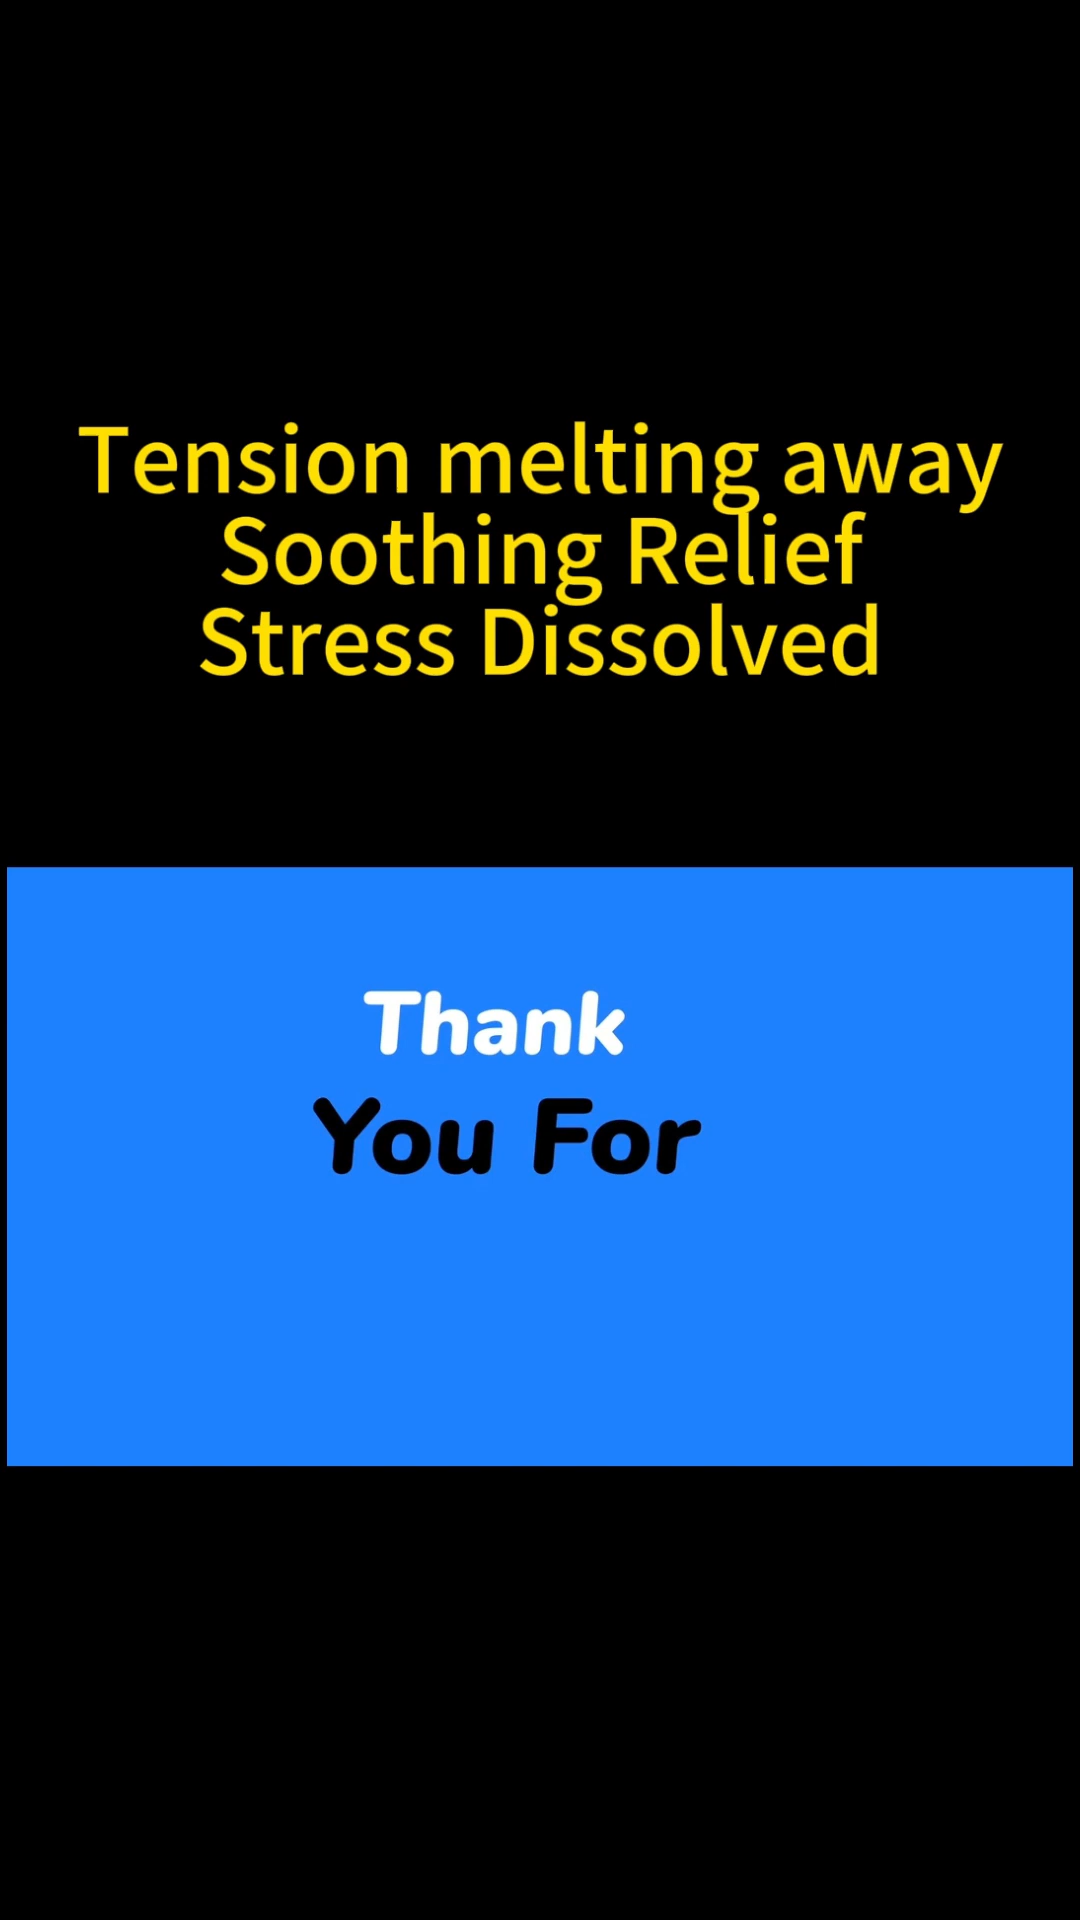 Tension melting away
Soothing Relief
Stress Dissolved
Thank
You For